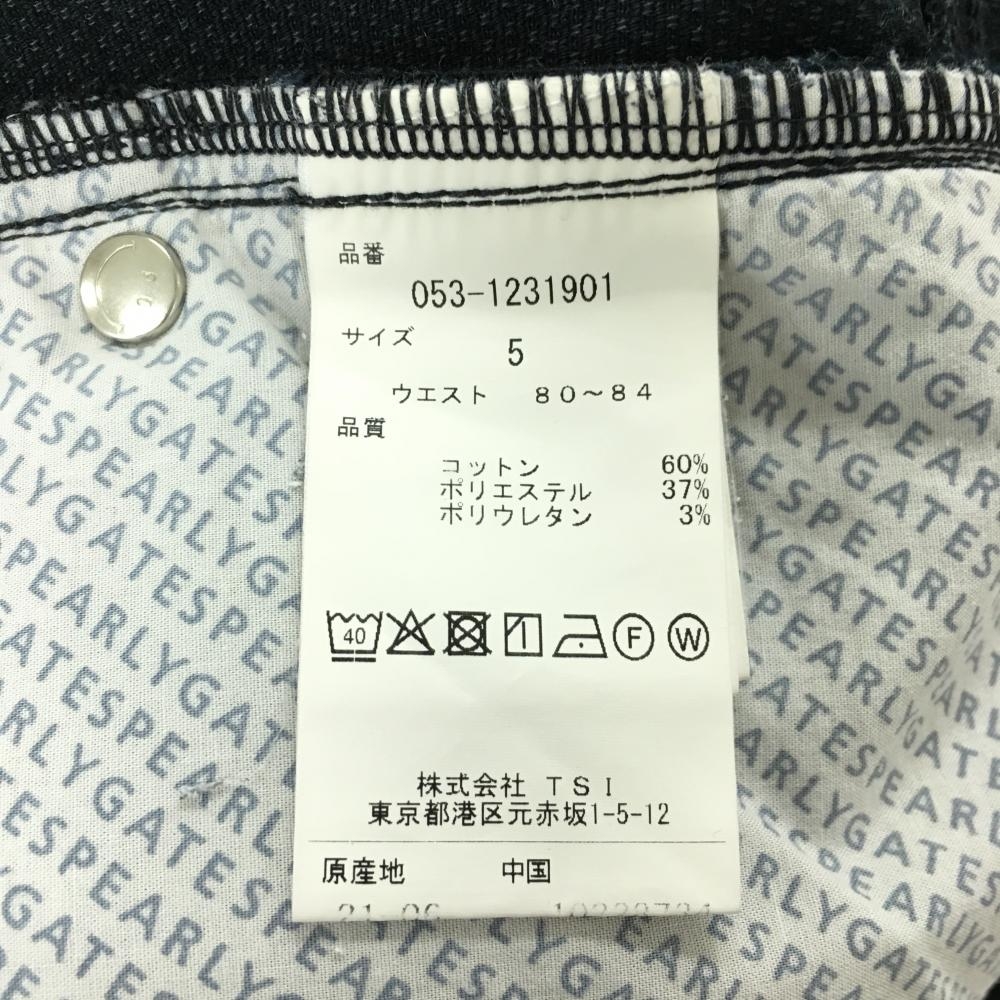 品番
053-1231901
サイズ
5
ウエスト 80~84
品質
コットン 60%
ポリエステル 37%
ポリウレタン 3%
40
F
W
株式会社 TSI
東京都港区元赤坂1-5-12
原産地 中国
PEARLYGATES
PEARLYGATES
PEARLYGATES